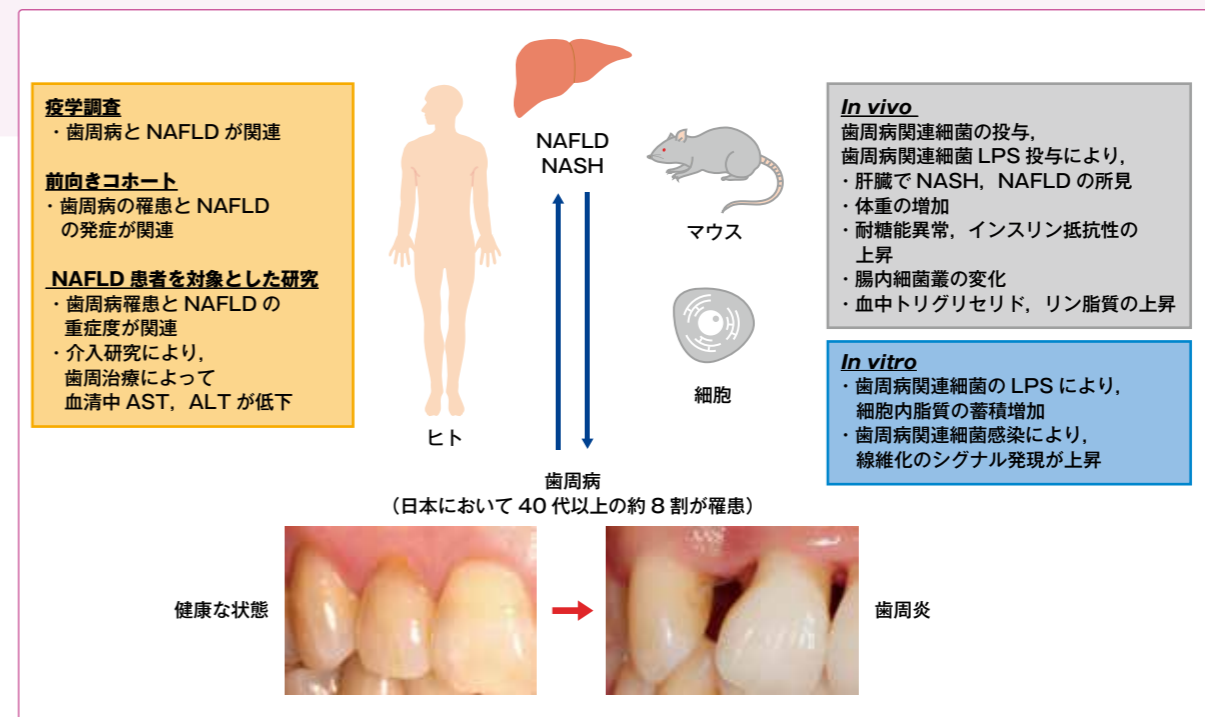 疫学調査
・歯周病と NAFLD が関連
前向きコホート
・歯周病の罹患と NAFLD
の発症が関連
NAFLD 患者を対象とした研究
・歯周病罹患と NAFLD の
重症度が関連
・介入研究により，
歯周治療によって
血清中 AST，ALT が低下
ヒト
NAFLD
NASH
マウス
細胞
In vivo
歯周病関連細菌の投与，
歯周病関連細菌 LPS 投与により，
・肝臓で NASH，NAFLD の所見
・体重の増加
・耐糖能異常，インスリン抵抗性の
上昇
・腸内細菌叢の変化
・血中トリグリセリド，リン脂質の上昇
In vitro
・歯周病関連細菌の LPS により，
細胞内脂質の蓄積増加
・歯周病関連細菌感染により，
線維化のシグナル発現が上昇
歯周病
（日本において 40 代以上の約 8 割が罹患）
健康な状態
歯周炎